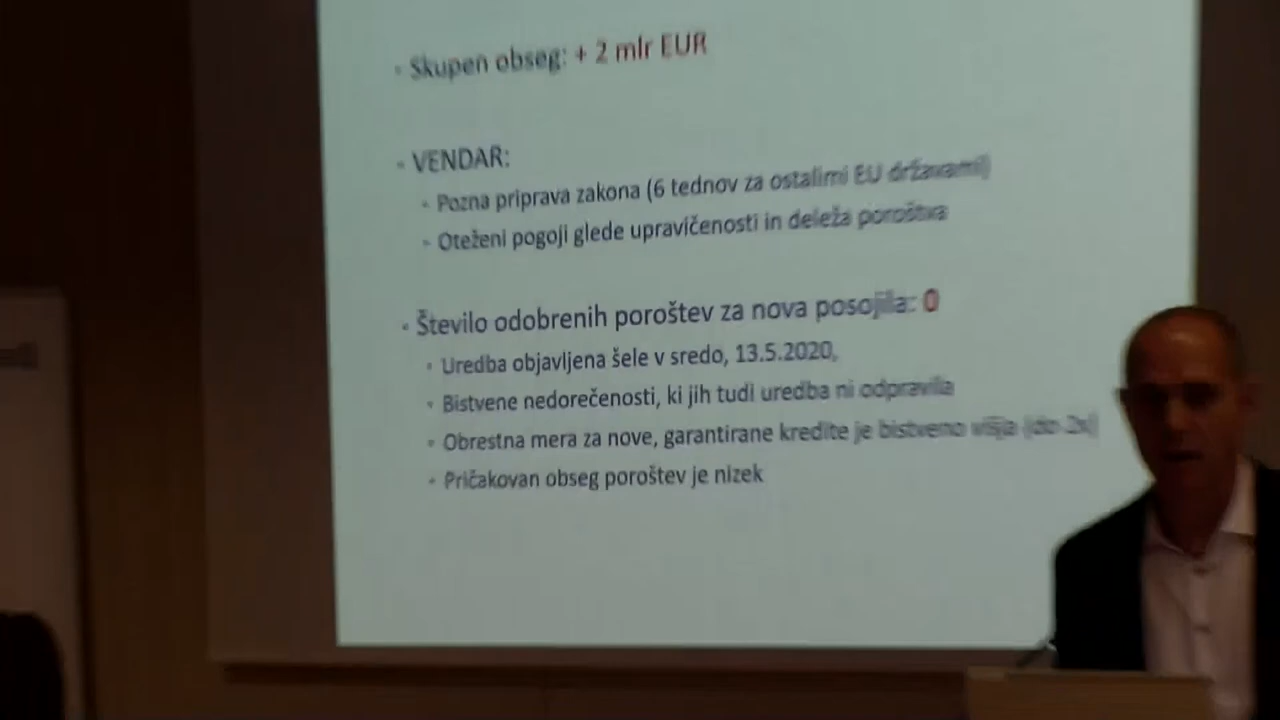 Skupen obseg: + 2 mlr EUR
VENDAR:
Pozna priprava zakona (6 tednov za ostalimi EU državami)
Oteženi pogoji glede upravičenosti in deleža poroštva
Število odobrenih poroštev za nova posojila: 0
Uredba objavljena šele v sredo, 13.5.2020,
Bistvene nedorečenosti, ki jih tudi uredba ni odpravila
Obrestna mera za nove, garantirane kredite je bistveno višja (do 2x)
Pričakovan obseg poroštev je nizek